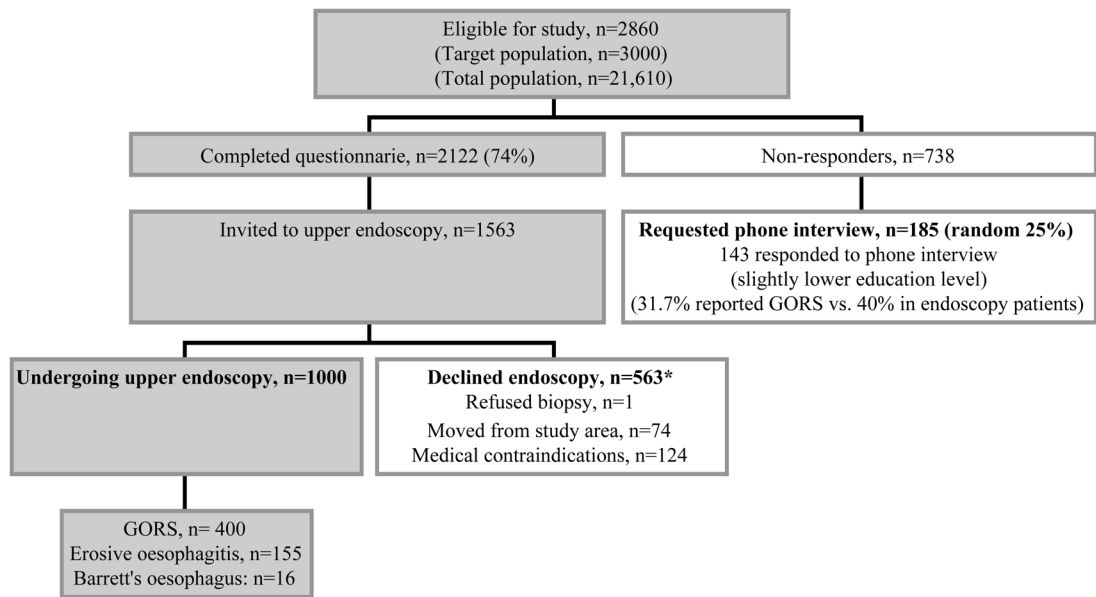 Eligible for study, n=2860
(Target population, n=3000)
(Total population, n=21,610)
Completed questionnarie, n=2122 (74%)
Non-responders, n=738
Invited to upper endoscopy, n=1563
Requested phone interview, n=185 (random 25%)
143 responded to phone interview
(slightly lower education level)
(31.7% reported GORS vs. 40% in endoscopy patients)
Undergoing upper endoscopy, n=1000
Declined endoscopy, n=563*
Refused biopsy, n=1
Moved from study area, n=74
Medical contraindications, n=124
GORS, n= 400
Erosive oesophagitis, n=155
Barrett's oesophagus: n=16